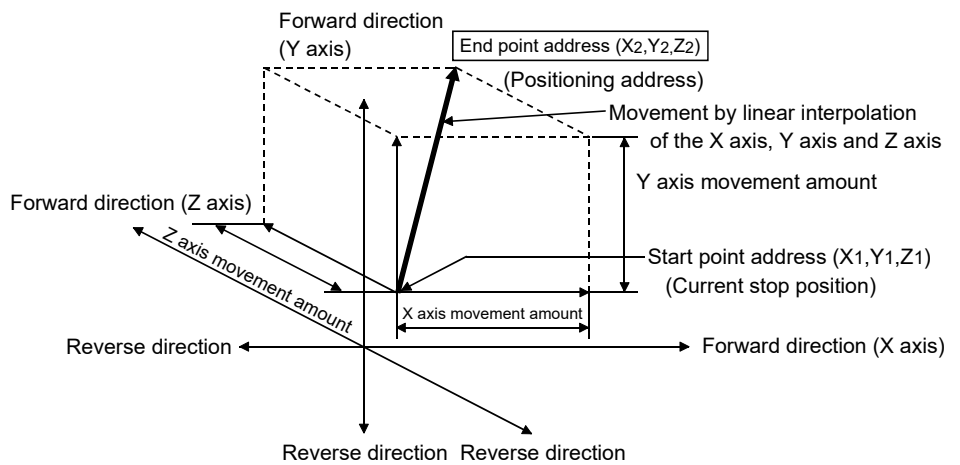 Forward direction
(Y axis)
End point address (X2,Y2,Z2)
(Positioning address)
Movement by linear interpolation
of the X axis, Y axis and Z axis
Y axis movement amount
Forward direction (Z axis)
Z axis movement amount
Start point address (X1,Y1,Z1)
(Current stop position)
X axis movement amount
Reverse direction
Forward direction (X axis)
Reverse direction
Reverse direction